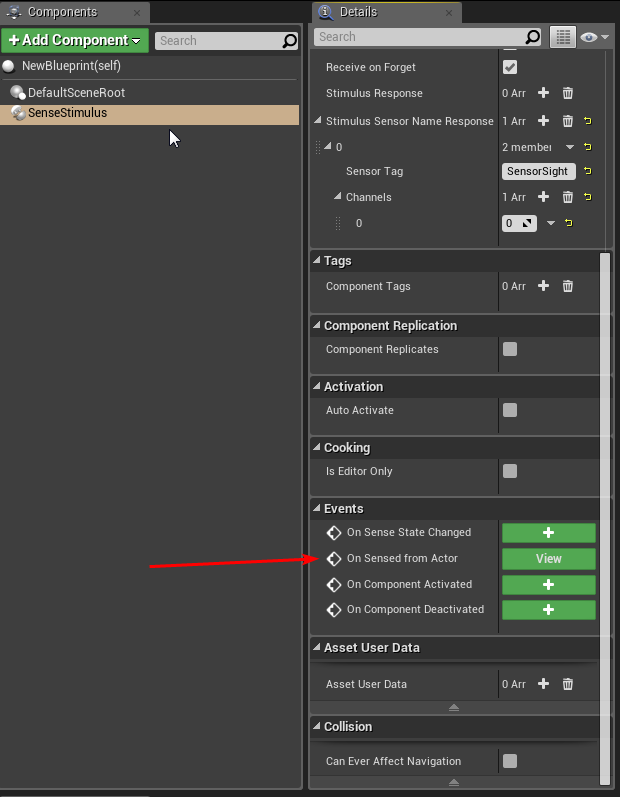 Components
Details
+Add Component
Search
Search
NewBlueprint(self)
DefaultSceneRoot
SenseStimulus
Receive on Forget
Stimulus Response 0 Arr
Stimulus Sensor Name Response 1 Arr
0 2 member
Sensor Tag SensorSight
Channels 1 Arr
0 0
Tags
Component Tags 0 Arr
Component Replication
Component Replicates
Activation
Auto Activate
Cooking
Is Editor Only
Events
On Sense State Changed
On Sensed from Actor View
On Component Activated
On Component Deactivated
Asset User Data
Asset User Data 0 Arr
Collision
Can Ever Affect Navigation